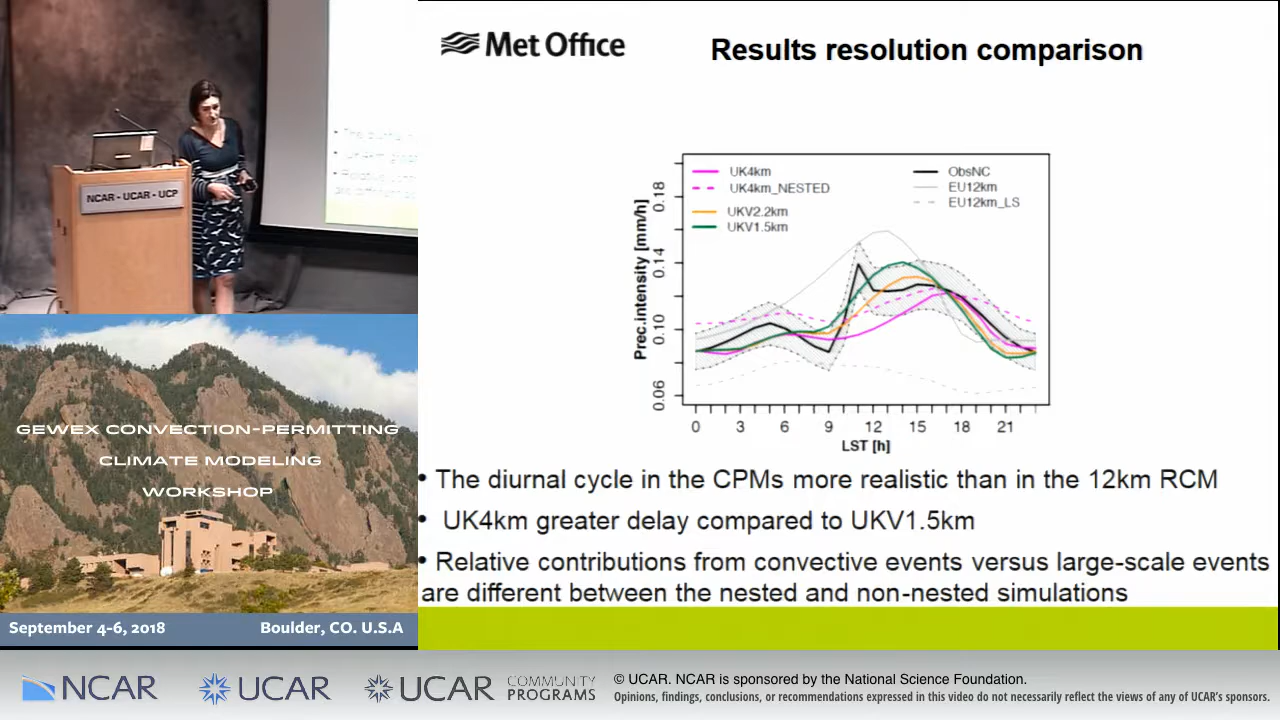 NCAR - UCAR - UCP
GEWEX CONVECTION-PERMITTING
CLIMATE MODELING
WORKSHOP
September 4-6, 2018
Boulder, CO. U.S.A
Met Office
Results resolution comparison
UK4km
UK4km_NESTED
UKV2.2km
UKV1.5km
ObsNC
EU12km
EU12km_LS
Prec.intensity [mm/h]
0.18
0.14
0.10
0.06
0 3 6 9 12 15 18 21
LST [h]
• The diurnal cycle in the CPMs more realistic than in the 12km RCM
• UK4km greater delay compared to UKV1.5km
• Relative contributions from convective events versus large-scale events
are different between the nested and non-nested simulations
NCAR
UCAR
UCAR
COMMUNITY
PROGRAMS
© UCAR. NCAR is sponsored by the National Science Foundation.
Opinions, findings, conclusions, or recommendations expressed in this video do not necessarily reflect the views of any of UCAR's sponsors.